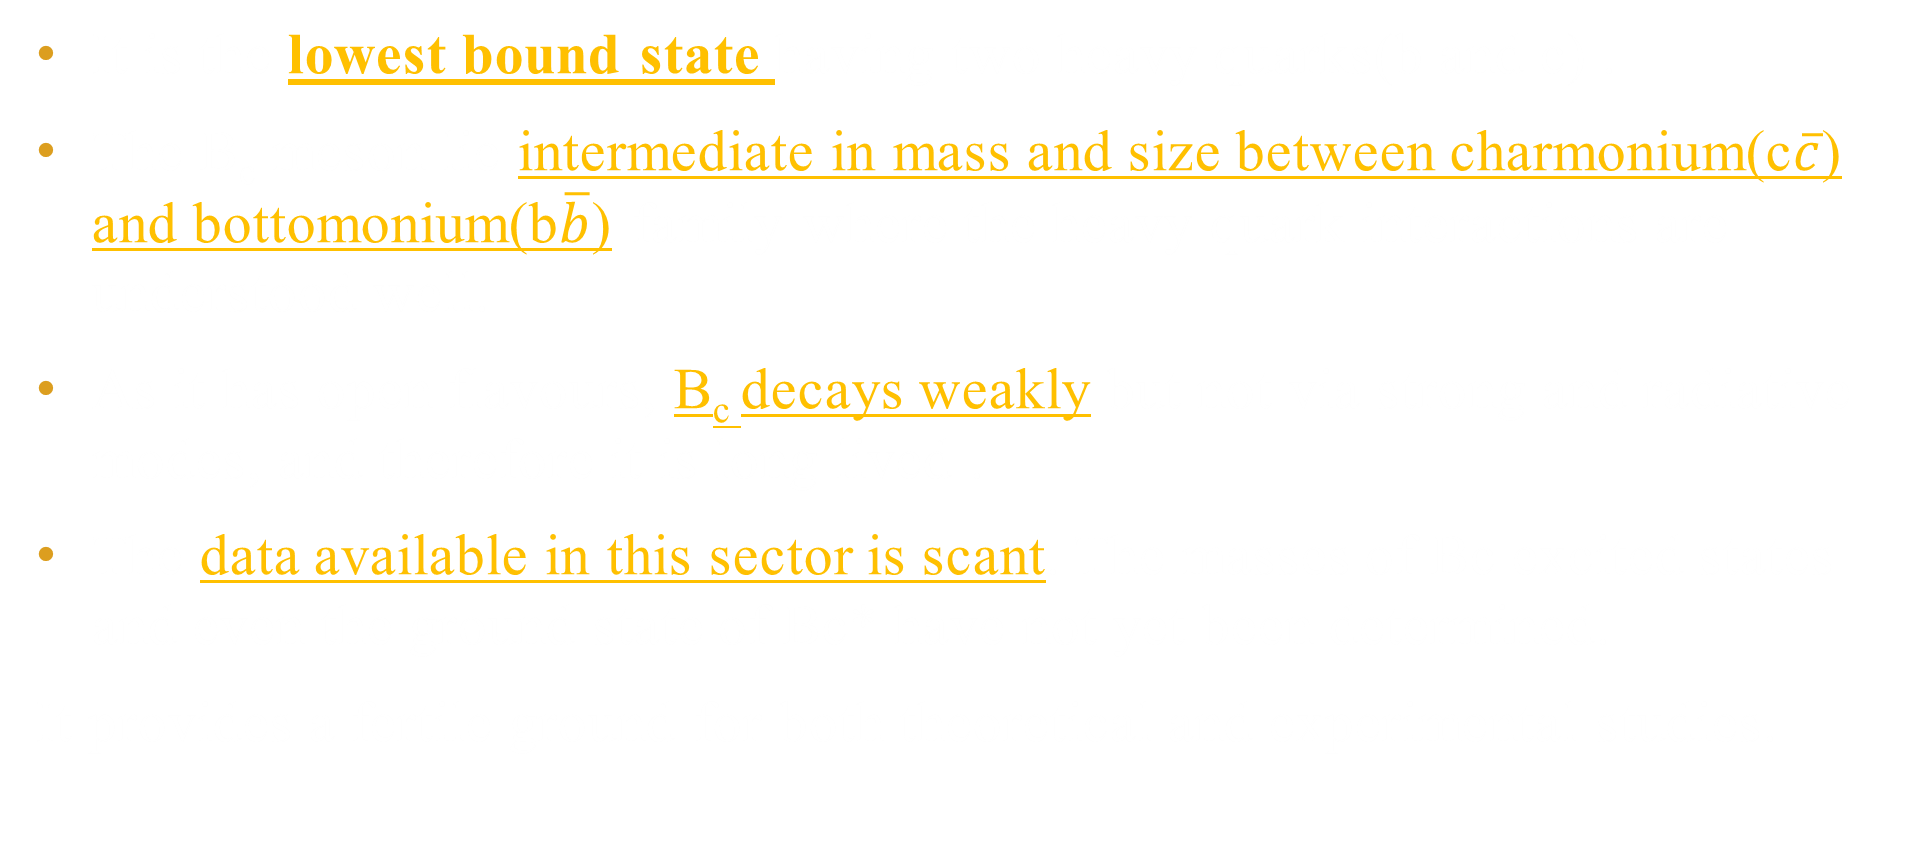 • lowest bound state
• intermediate in mass and size between charmonium(cc̅)
and bottomonium(bb̅)
• B_c decays weakly
• data available in this sector is scant